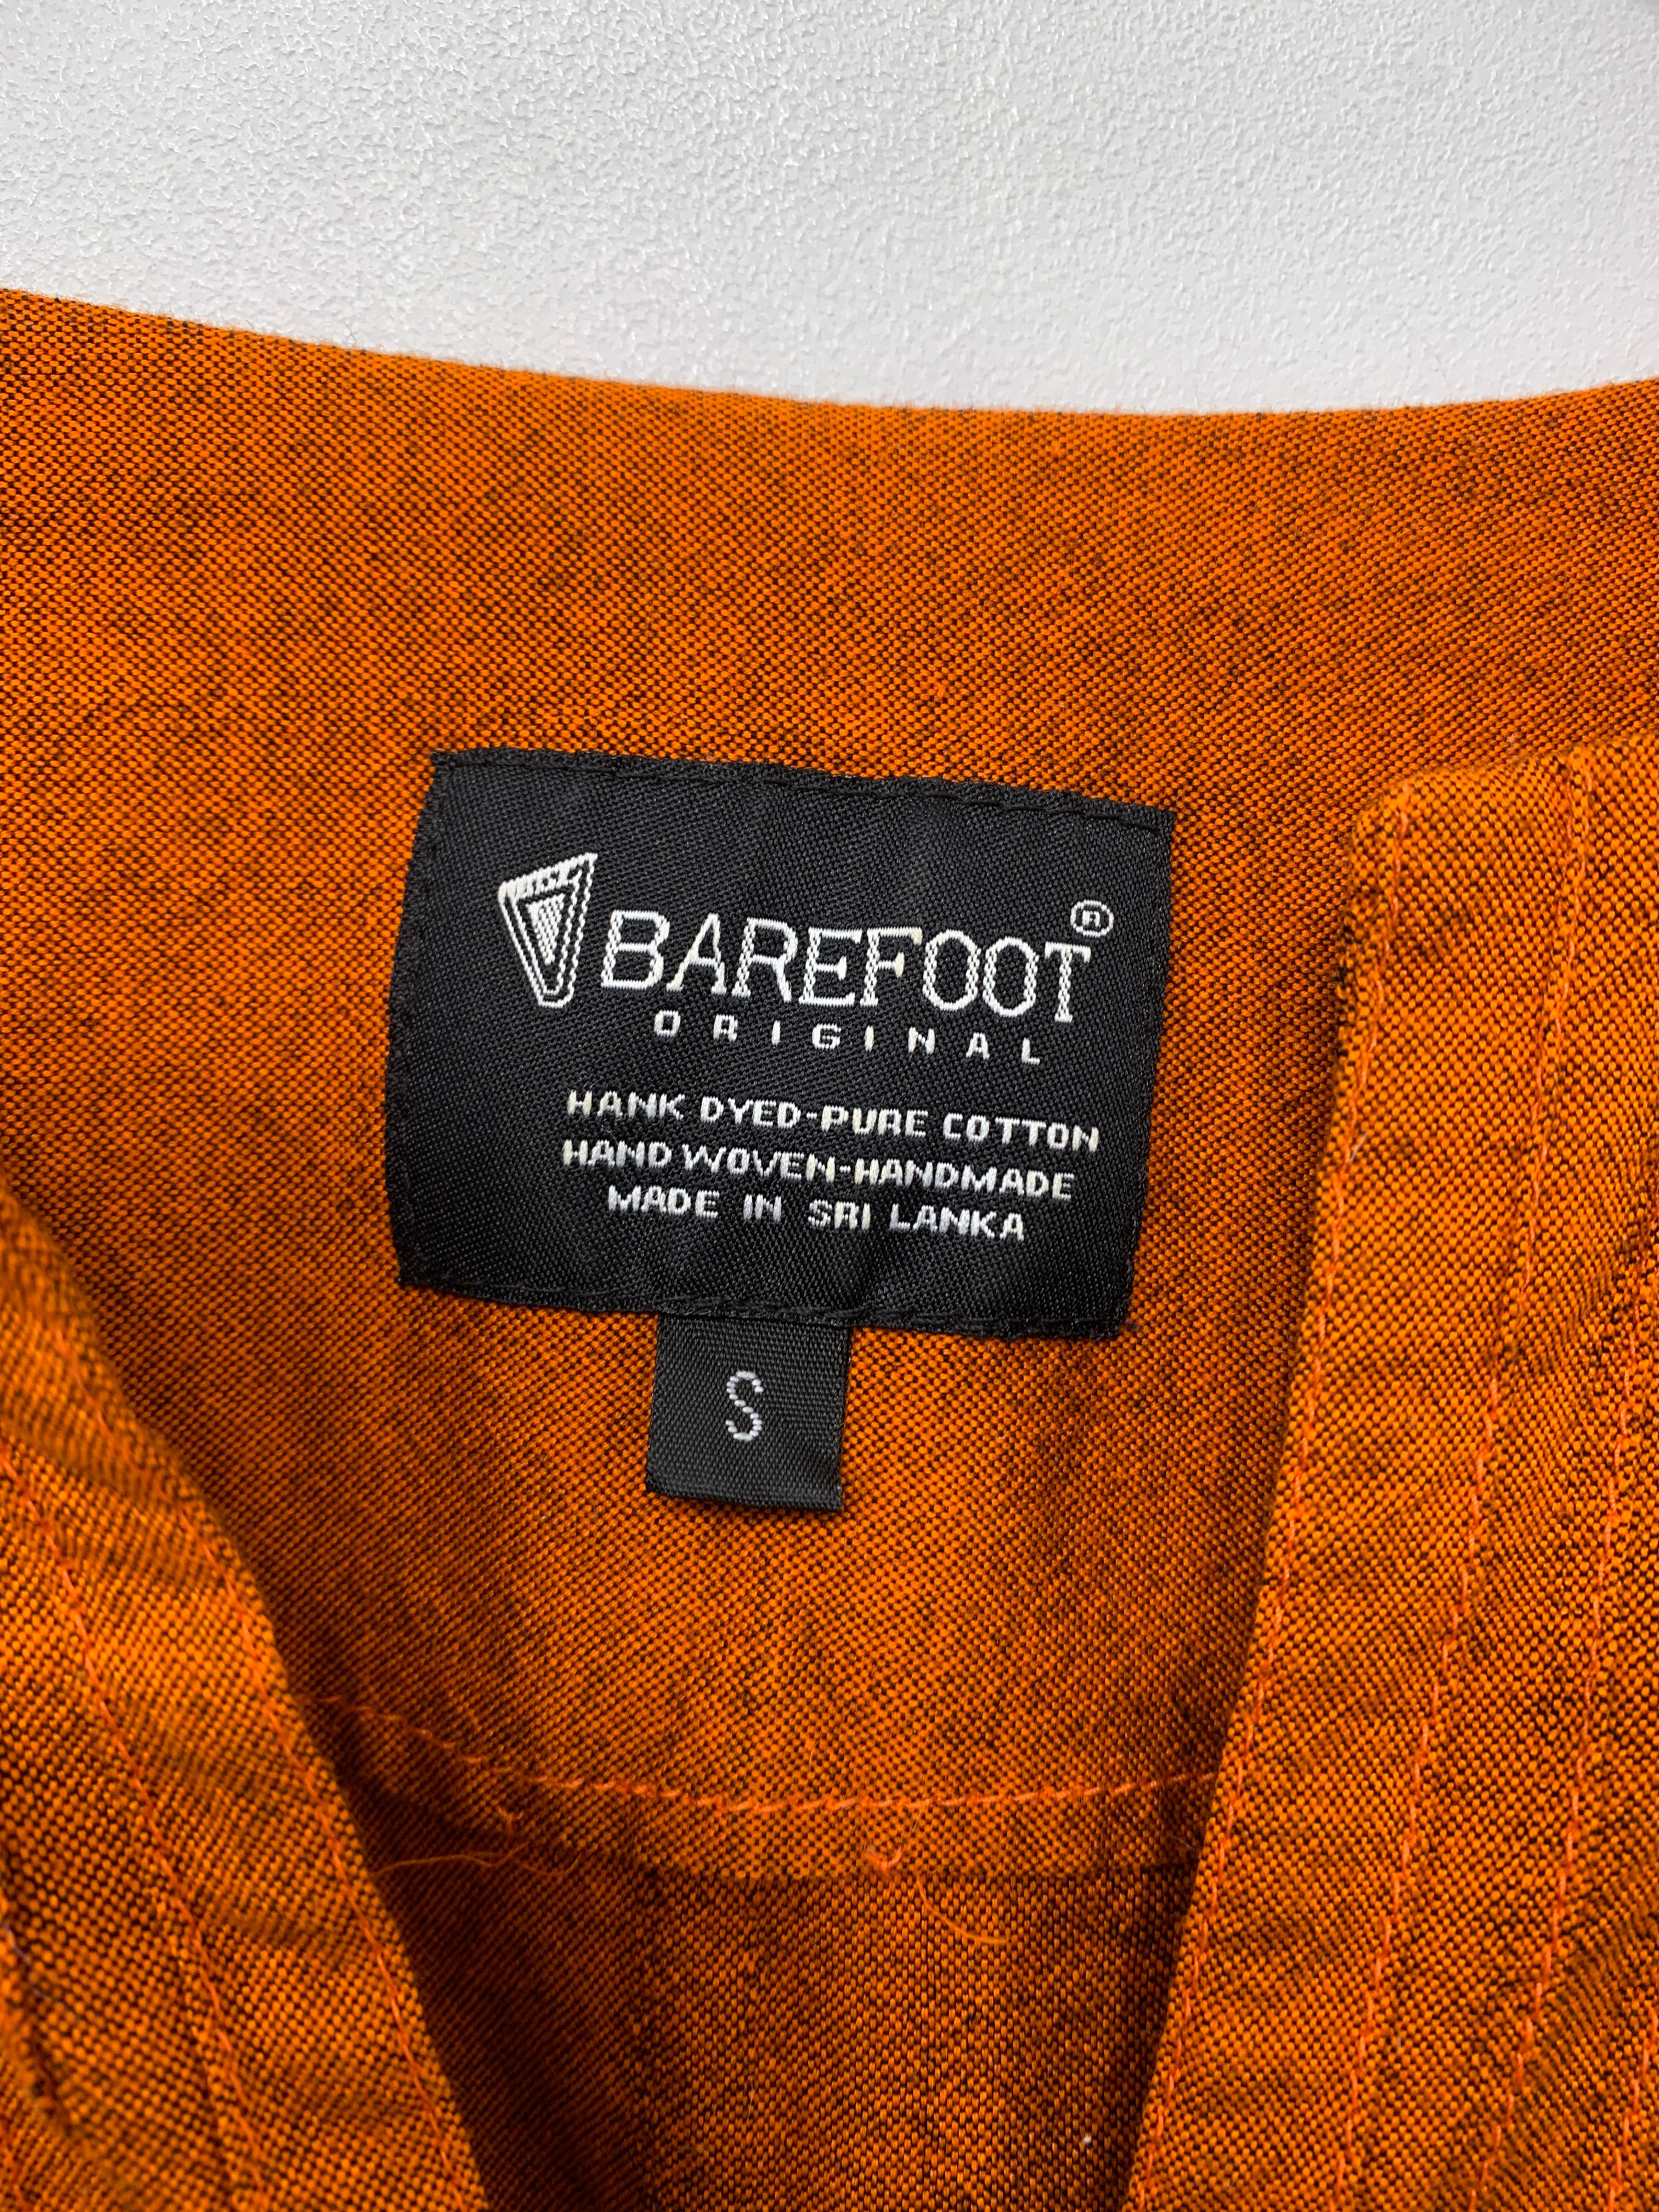 BAREFOOT®
ORIGINAL
HANK DYED-PURE COTTON
HAND WOVEN-HANDMADE
MADE IN SRI LANKA
S